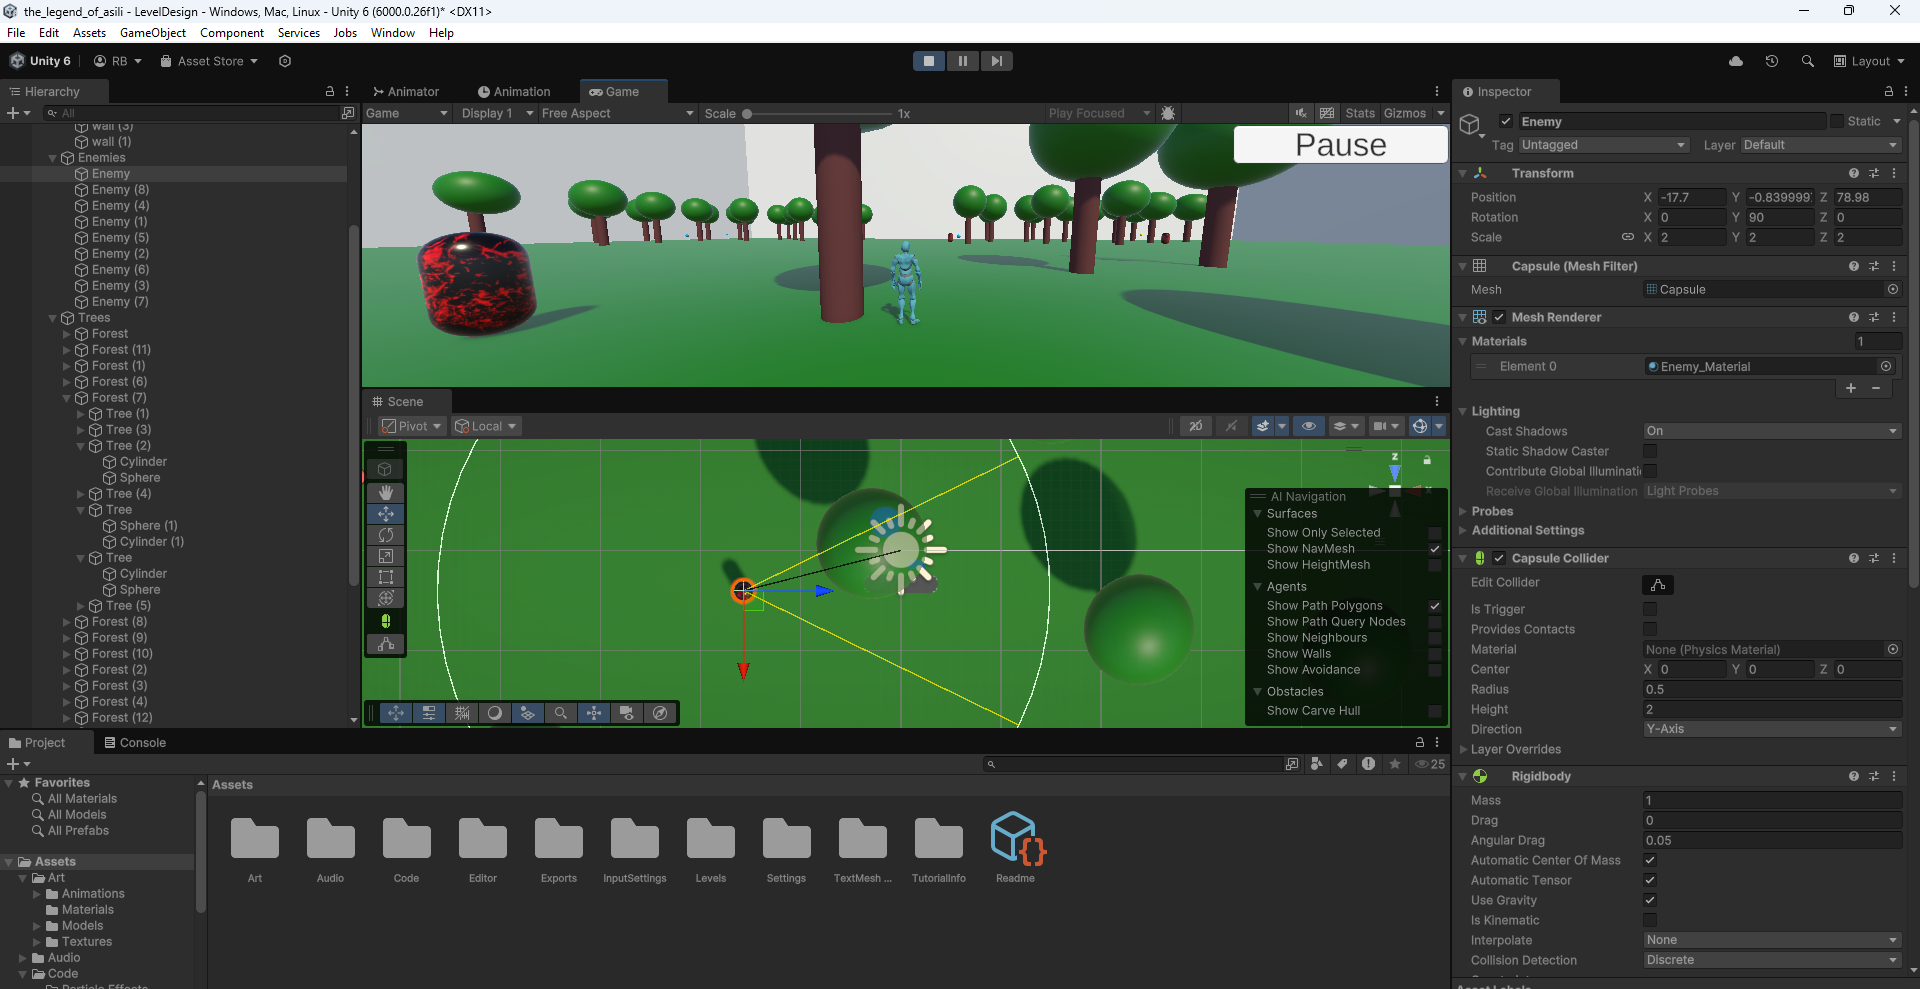 the_legend_of_asili - LevelDesign - Windows, Mac, Linux - Unity 6 (6000.0.26f1)* <DX11>
File Edit Assets GameObject Component Services Jobs Window Help
Unity 6 RB Asset Store Layout
Hierarchy
All
wall (3)
wall (1)
Enemies
Enemy
Enemy (8)
Enemy (4)
Enemy (1)
Enemy (5)
Enemy (2)
Enemy (6)
Enemy (3)
Enemy (7)
Trees
Forest
Forest (11)
Forest (1)
Forest (6)
Forest (7)
Tree (1)
Tree (3)
Tree (2)
Cylinder
Sphere
Tree (4)
Tree
Sphere (1)
Cylinder (1)
Tree
Cylinder
Sphere
Tree (5)
Forest (8)
Forest (9)
Forest (10)
Forest (2)
Forest (3)
Forest (4)
Forest (12)
Animator Animation Game
Game Display 1 Free Aspect Scale 1x Play Focused Stats Gizmos
Pause
Scene
Pivot Local 2D
z
x
AI Navigation
Surfaces
Show Only Selected
Show NavMesh
Show HeightMesh
Agents
Show Path Polygons
Show Path Query Nodes
Show Neighbours
Show Walls
Show Avoidance
Obstacles
Show Carve Hull
Inspector
Enemy Static
Tag Untagged Layer Default
Transform
Position X -17.7 Y -0.839999 Z 78.98
Rotation X 0 Y 90 Z 0
Scale X 2 Y 2 Z 2
Capsule (Mesh Filter)
Mesh Capsule
Mesh Renderer
Materials 1
Element 0 Enemy_Material
Lighting
Cast Shadows On
Static Shadow Caster
Contribute Global Illuminati
Receive Global Illumination Light Probes
Probes
Additional Settings
Capsule Collider
Edit Collider
Is Trigger
Provides Contacts
Material None (Physics Material)
Center X 0 Y 0 Z 0
Radius 0.5
Height 2
Direction Y-Axis
Layer Overrides
Rigidbody
Mass 1
Drag 0
Angular Drag 0.05
Automatic Center Of Mass
Automatic Tensor
Use Gravity
Is Kinematic
Interpolate None
Collision Detection Discrete
Asset Labels
Project Console
25
Favorites
All Materials
All Models
All Prefabs
Assets
Art
Animations
Materials
Models
Textures
Audio
Code
Particle Effects
Assets
Art Audio Code Editor Exports InputSettings Levels Settings TextMesh ... TutorialInfo Readme